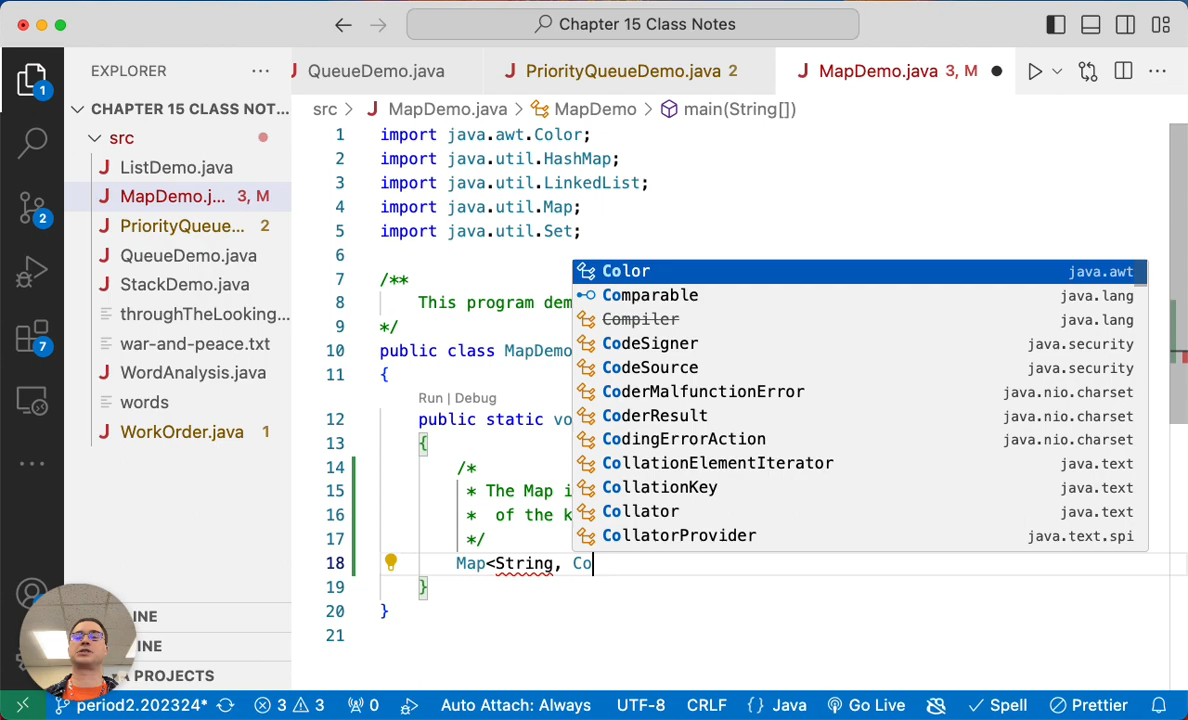 Chapter 15 Class Notes
EXPLORER
CHAPTER 15 CLASS NOT...
src
ListDemo.java
MapDemo.j... 3, M
PriorityQueue... 2
QueueDemo.java
StackDemo.java
throughTheLooking...
war-and-peace.txt
WordAnalysis.java
words
WorkOrder.java 1
INE
INE
PROJECTS
1
2
7
QueueDemo.java
PriorityQueueDemo.java 2
MapDemo.java 3, M
src > MapDemo.java > MapDemo > main(String[])
1 import java.awt.Color;
2 import java.util.HashMap;
3 import java.util.LinkedList;
4 import java.util.Map;
5 import java.util.Set;
6
7 /**
8 This program dem
9 */
10 public class MapDemo
11 {
Run | Debug
12 public static vo
13 {
14 /*
15 * The Map i
16 * of the k
17 */
18 Map<String, Co
19 }
20 }
21
Color java.awt
Comparable java.lang
Compiler java.lang
CodeSigner java.security
CodeSource java.security
CoderMalfunctionError java.nio.charset
CoderResult java.nio.charset
CodingErrorAction java.nio.charset
CollationElementIterator java.text
CollationKey java.text
Collator java.text
CollatorProvider java.text.spi
period2.202324* 3 3 0 Auto Attach: Always UTF-8 CRLF {} Java Go Live Spell Prettier